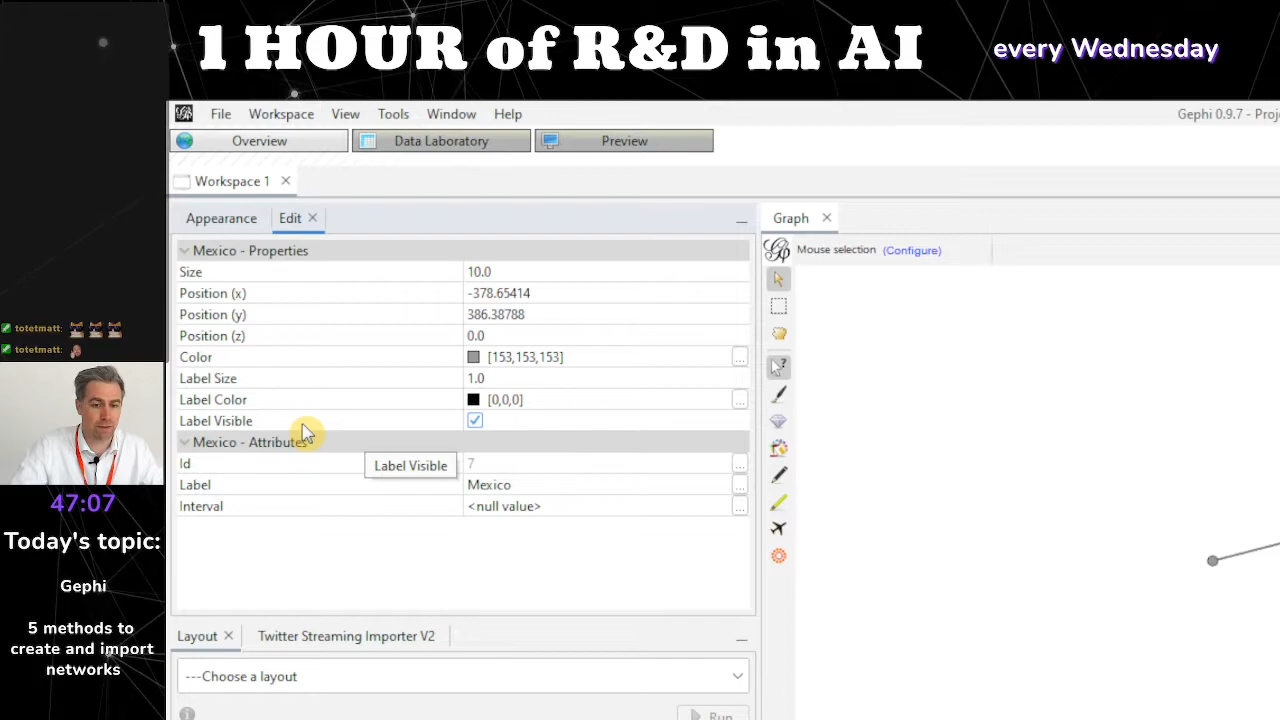 1 HOUR of R&D in AI
every Wednesday
File Workspace View Tools Window Help
Gephi 0.9.7 - Proj
Overview Data Laboratory Preview
Workspace 1
Appearance Edit
Graph
Mouse selection (Configure)
Mexico - Properties
Size 10.0
Position (x) -378.65414
Position (y) 386.38788
Position (z) 0.0
Color [153,153,153]
Label Size 1.0
Label Color [0,0,0]
Label Visible
Mexico - Attributes
Id 7
Label Visible
Label Mexico
Interval <null value>
Layout Twitter Streaming Importer V2
---Choose a layout
Run
totetmatt:
totetmatt:
47:07
Today's topic:
Gephi
5 methods to
create and import
networks